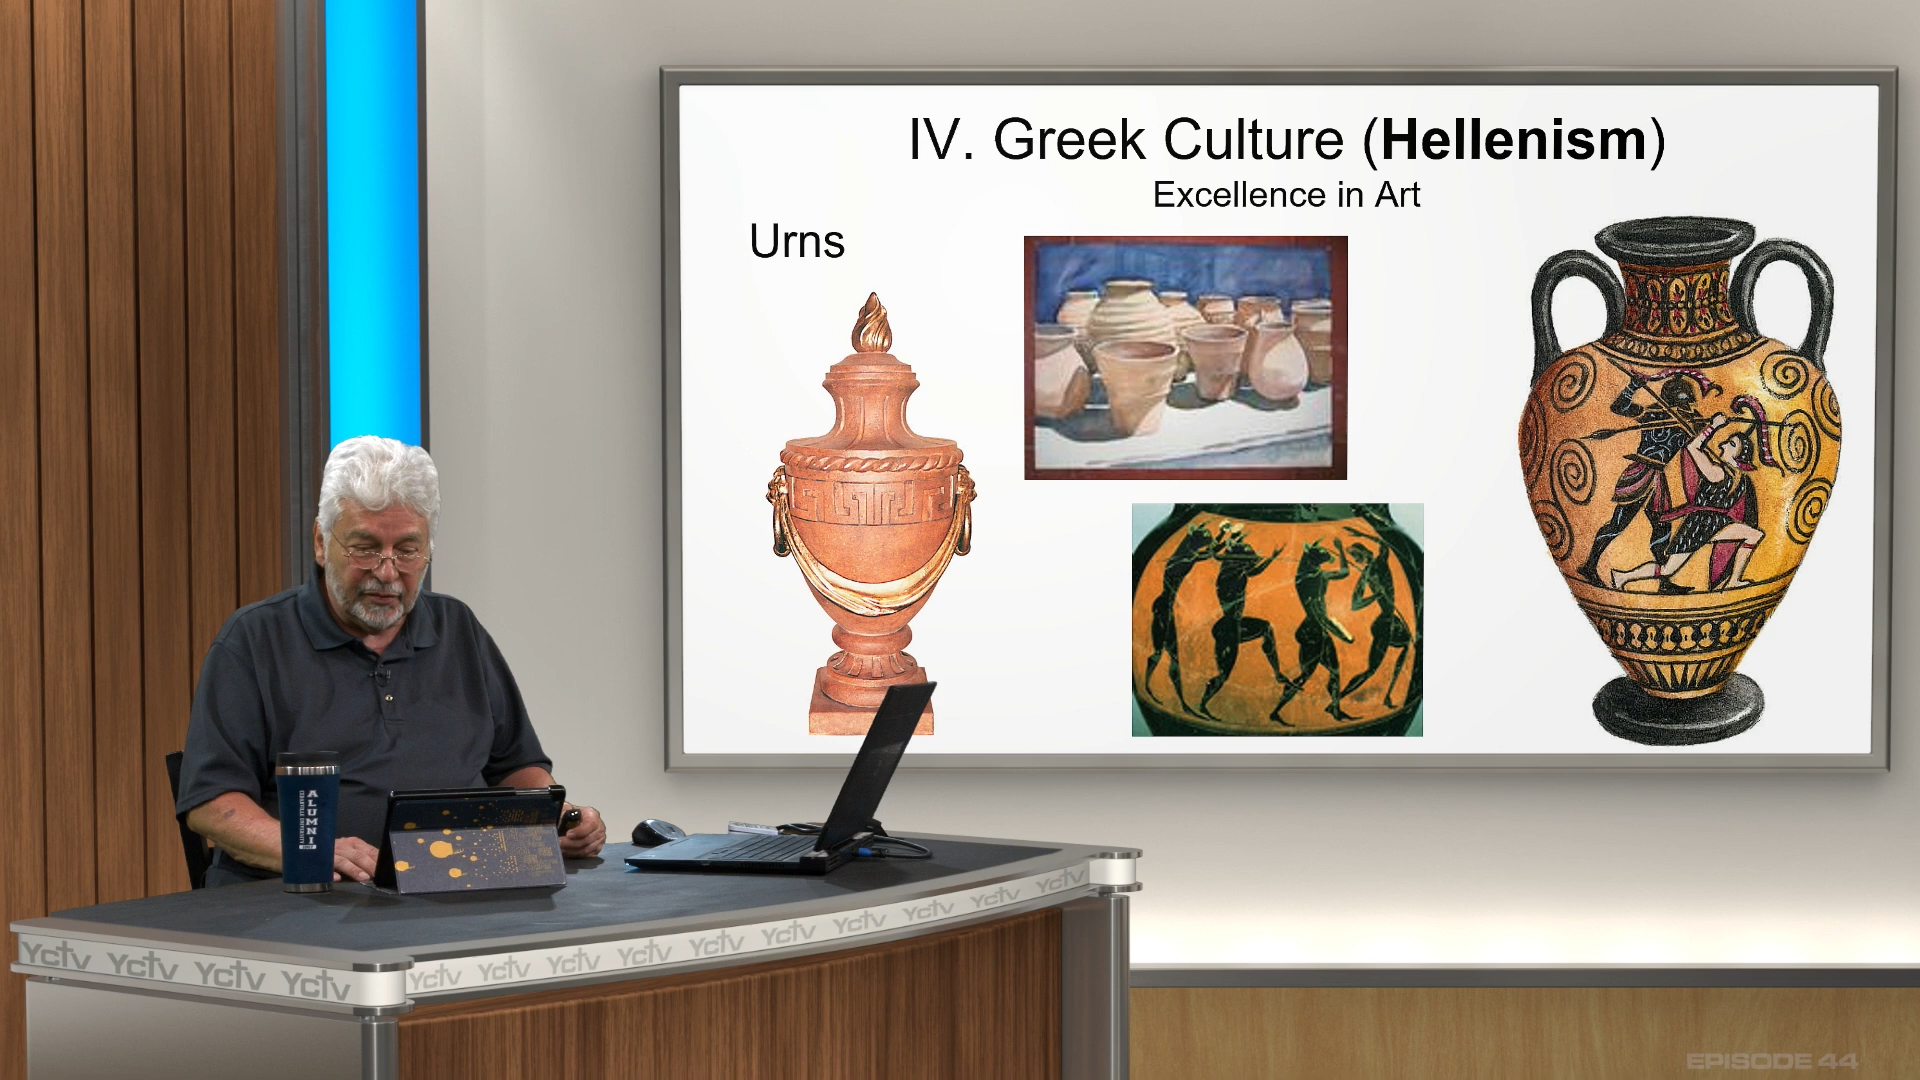 IV. Greek Culture (Hellenism)
Excellence in Art
Urns
ALUMNI
Yctv Yctv Yctv Yctv Yctv Yctv Yctv Yctv Yctv Yctv Yctv Yctv Yctv Yctv
EPISODE 44